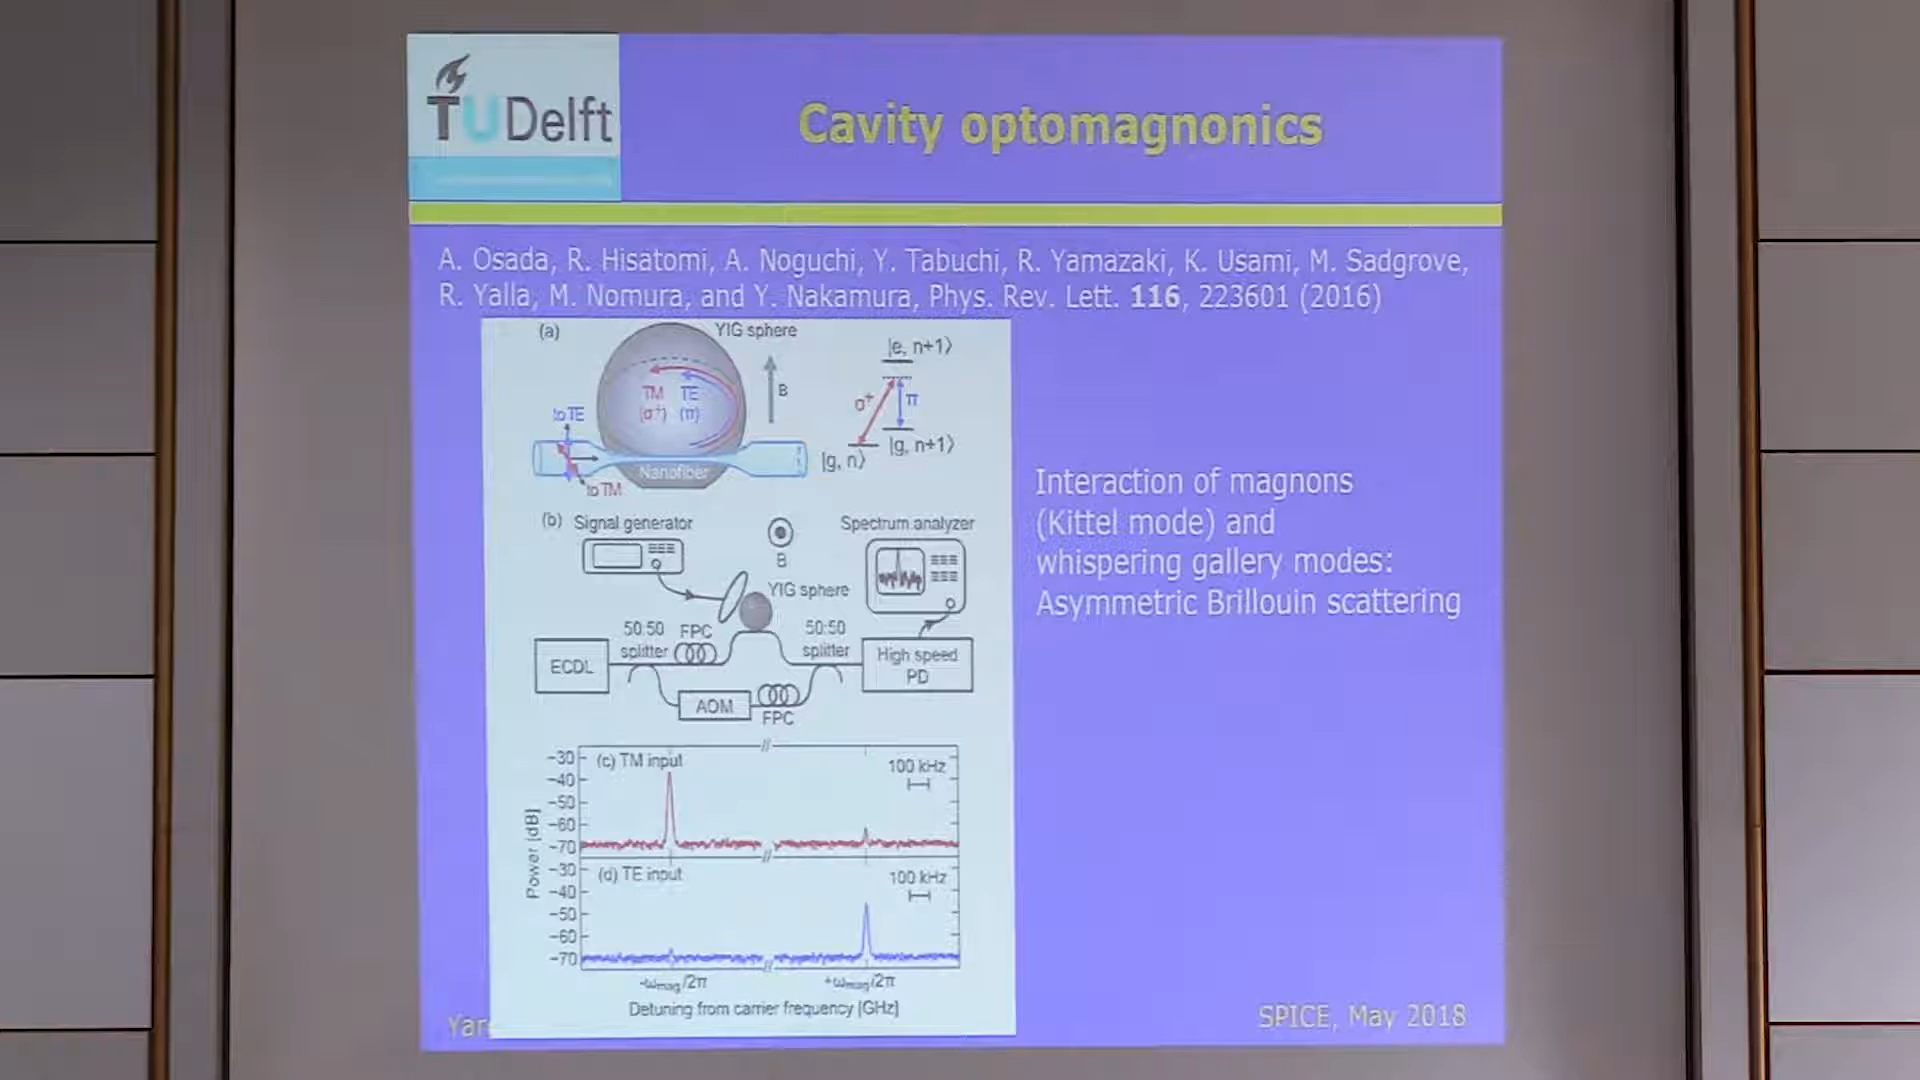 TUDelft
Cavity optomagnonics
A. Osada, R. Hisatomi, A. Noguchi, Y. Tabuchi, R. Yamazaki, K. Usami, M. Sadgrove,
R. Yalla, M. Nomura, and Y. Nakamura, Phys. Rev. Lett. 116, 223601 (2016)
(a)
YIG sphere
|e, n+1⟩
TM TE
(σ⁺) (π)
B
σ⁺
π
to TE
|g, n+1⟩
|g, n⟩
Nanofiber
to TM
Interaction of magnons
(Kittel mode) and
whispering gallery modes:
Asymmetric Brillouin scattering
(b) Signal generator
Spectrum analyzer
B
YIG sphere
50:50
splitter
FPC
50:50
splitter
ECDL
High speed
PD
AOM
FPC
Power [dB]
(c) TM input
100 kHz
−30
−40
−50
−60
−70
(d) TE input
100 kHz
−30
−40
−50
−60
−70
-ωmag/2π
+ωmag/2π
Detuning from carrier frequency [GHz]
Yar
SPICE, May 2018